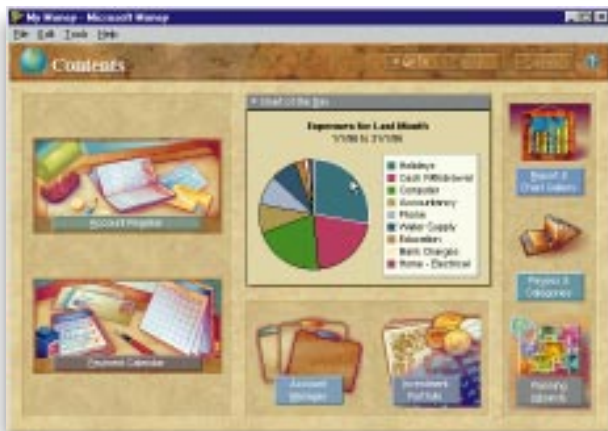 My Money - Microsoft Money
File Edit Tools Help
Contents
Go To
Chart of the Day
Expenses for Last Month
Holidays
Cash Withdrawal
Computer
Accountancy
Phone
Water Supply
Education
Bank Charges
Home - Electrical
Account Register
Payment Calendar
Account
Manager
Investment
Portfolio
Report &
Chart Gallery
Payees &
Categories
Planning
Wizards